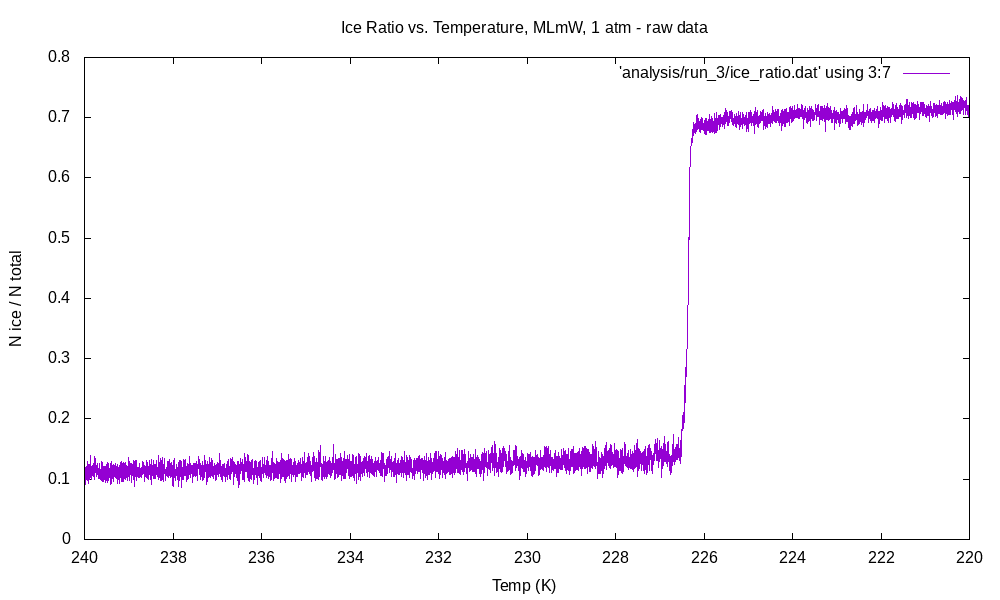 Ice Ratio vs. Temperature, MLmW, 1 atm - raw data
'analysis/run_3/ice_ratio.dat' using 3:7
N ice / N total
0.8
0.7
0.6
0.5
0.4
0.3
0.2
0.1
0
240 238 236 234 232 230 228 226 224 222 220
Temp (K)